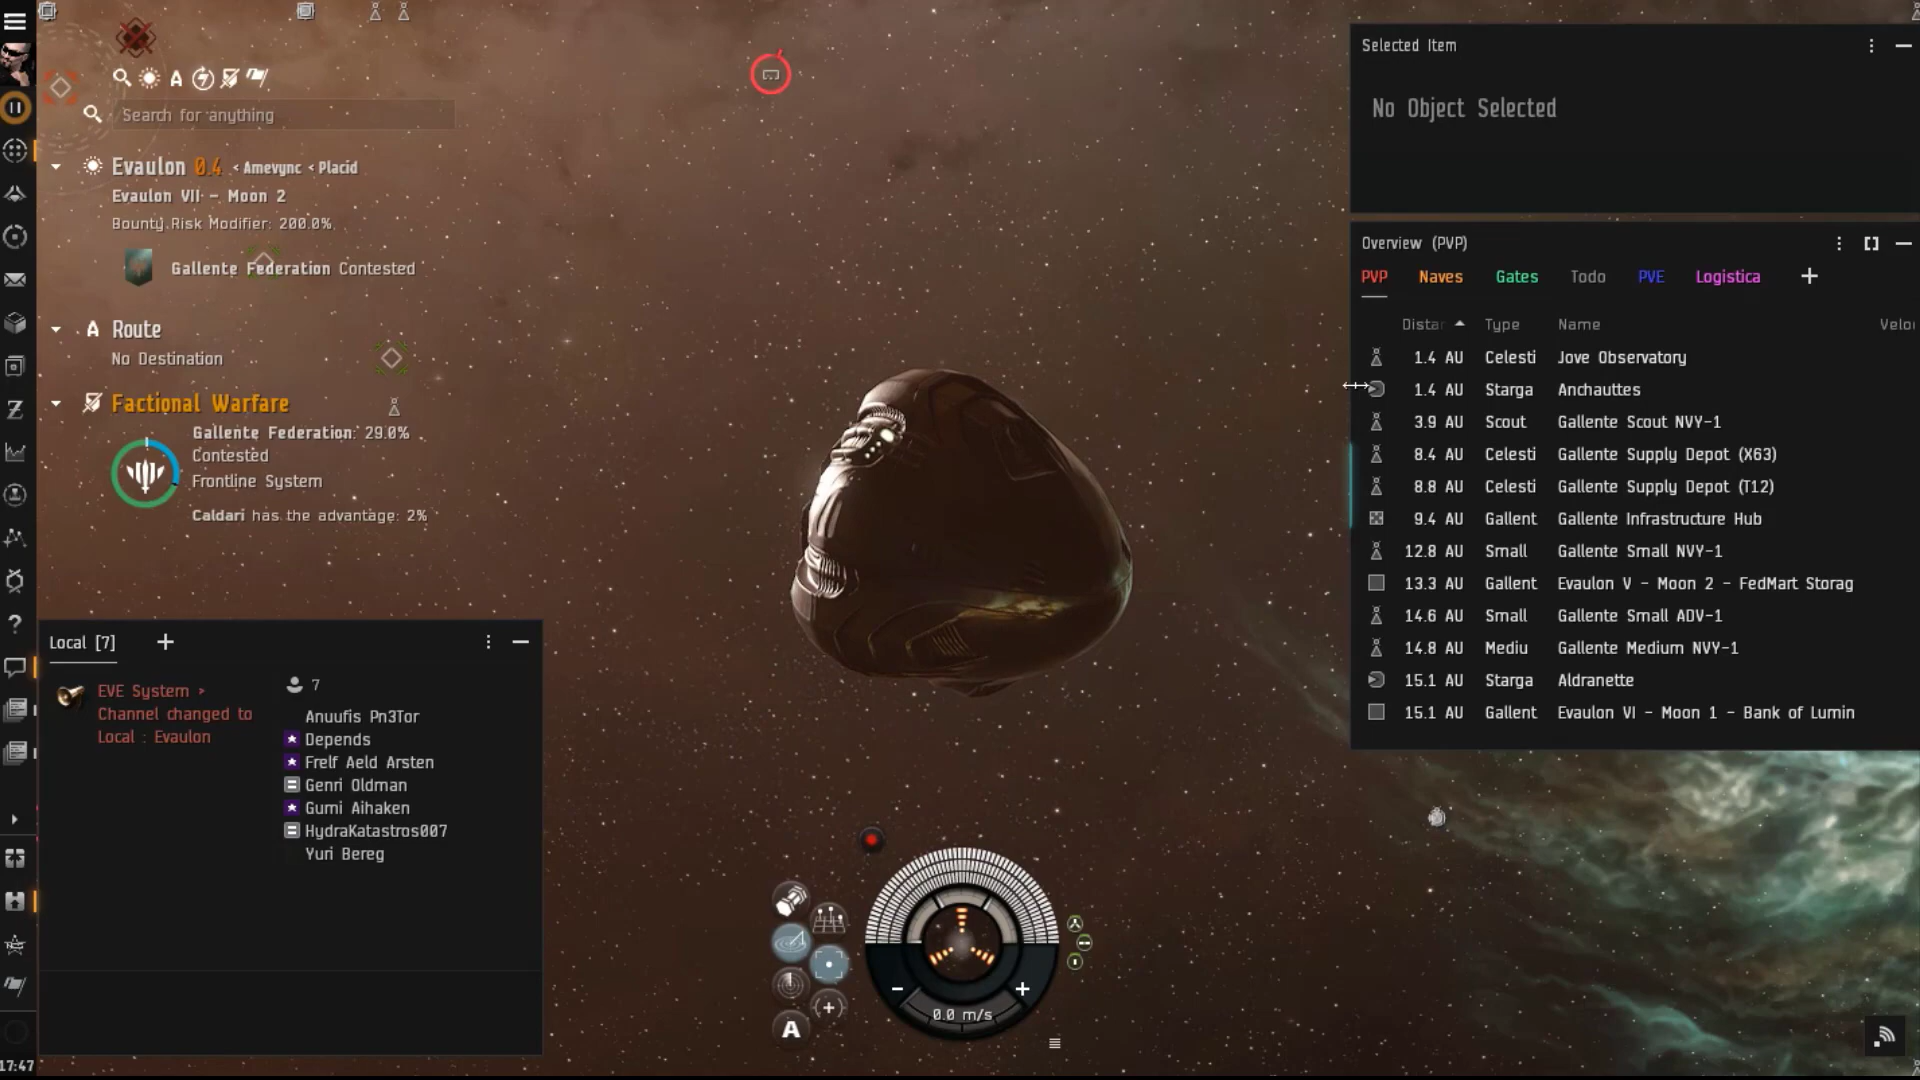 Search for anything
Evaulon 0.4 < Amevync < Placid
Evaulon VII - Moon 2
Bounty Risk Modifier: 200.0%
Gallente Federation Contested
A Route
No Destination
Factional Warfare
Gallente Federation: 29.0%
Contested
Frontline System
Caldari has the advantage: 2%
Local [7]
EVE System >
Channel changed to
Local : Evaulon
7
Anuufis Pn3Tor
Depends
Frelf Aeld Arsten
Genri Oldman
Gumi Aihaken
HydraKatastros007
Yuri Bereg
17:47
A
0.0 m/s
Selected Item
No Object Selected
Overview (PVP)
PVP Naves Gates Todo PVE Logistica
Distar Type Name Veloc
1.4 AU Celesti Jove Observatory
1.4 AU Starga Anchauttes
3.9 AU Scout Gallente Scout NVY-1
8.4 AU Celesti Gallente Supply Depot (X63)
8.8 AU Celesti Gallente Supply Depot (T12)
9.4 AU Gallent Gallente Infrastructure Hub
12.8 AU Small Gallente Small NVY-1
13.3 AU Gallent Evaulon V - Moon 2 - FedMart Storag
14.6 AU Small Gallente Small ADV-1
14.8 AU Mediu Gallente Medium NVY-1
15.1 AU Starga Aldranette
15.1 AU Gallent Evaulon VI - Moon 1 - Bank of Lumin